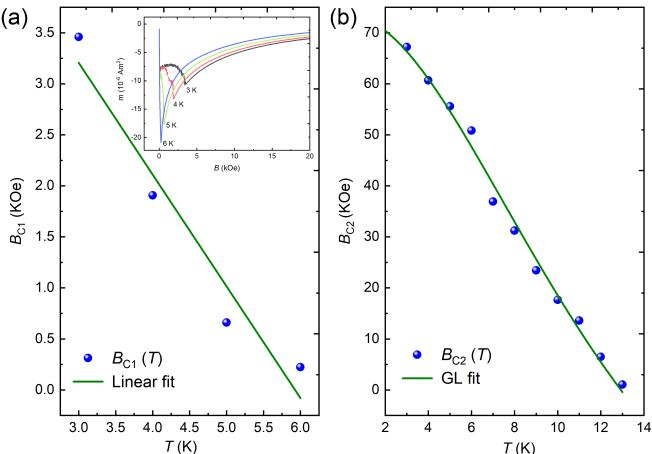 (a)
3.5
3.0
2.5
2.0
1.5
1.0
0.5
0.0
B_C1 (KOe)
3.0 3.5 4.0 4.5 5.0 5.5 6.0
T (K)
B_C1 (T)
Linear fit
0
-5
-10
-15
-20
m (10⁻⁶ Am²)
3 K
4 K
5 K
6 K
0 5 10 15 20
B (kOe)
(b)
70
60
50
40
30
20
10
0
B_C2 (KOe)
2 4 6 8 10 12 14
T (K)
B_C2 (T)
GL fit